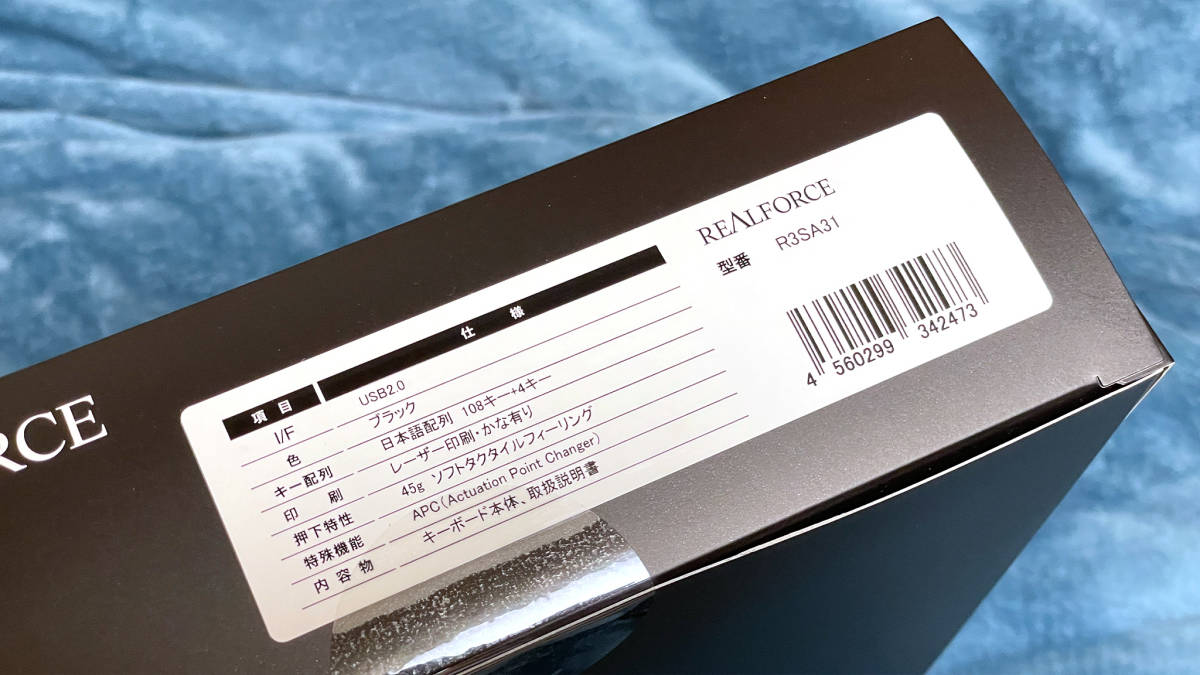 RCE
項目 仕様
I/F USB2.0
色 ブラック
キー配列 日本語配列 108キー+4キー
印刷 レーザー印刷・かな有り
押下特性 45g ソフトタクタイルフィーリング
特殊機能 APC(Actuation Point Changer)
内容物 キーボード本体、取扱説明書
REALFORCE
型番 R3SA31
4 560299 342473